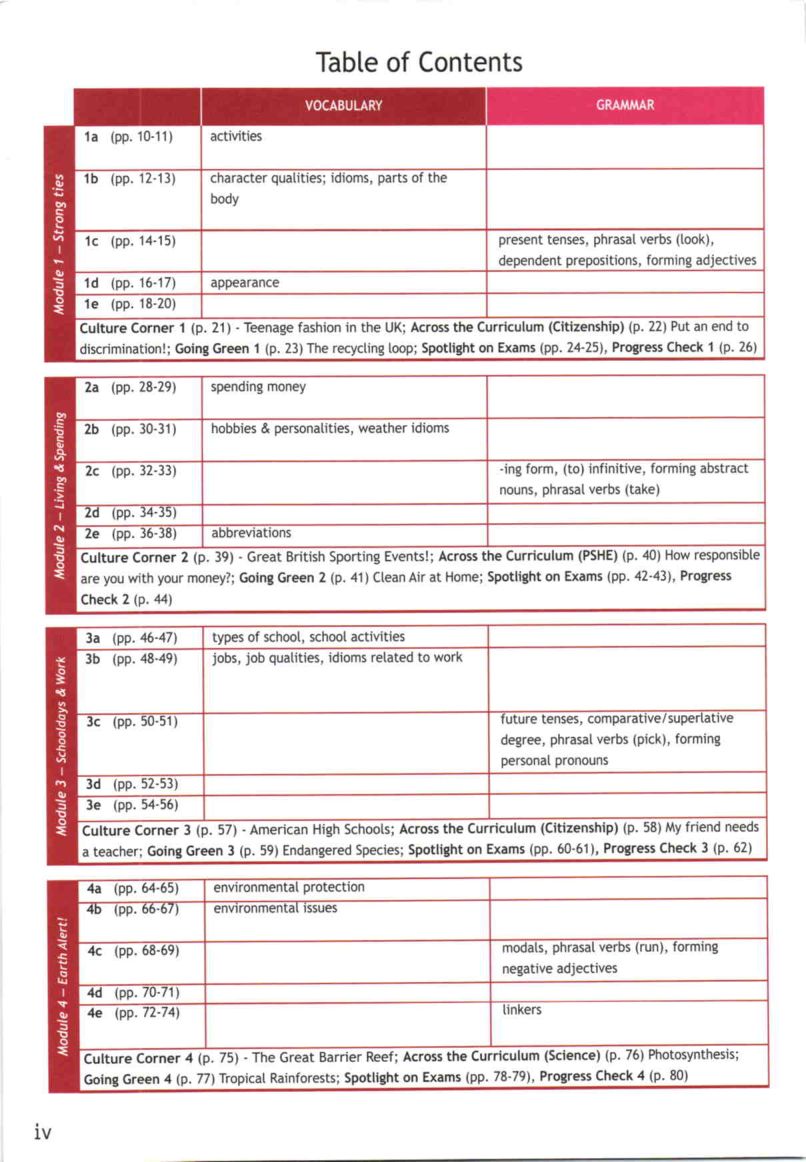 Table of Contents
VOCABULARY GRAMMAR
Module 1 – Strong ties
1a (pp. 10-11) activities
1b (pp. 12-13) character qualities; idioms, parts of the
body
1c (pp. 14-15) present tenses, phrasal verbs (look),
dependent prepositions, forming adjectives
1d (pp. 16-17) appearance
1e (pp. 18-20)
Culture Corner 1 (p. 21) - Teenage fashion in the UK; Across the Curriculum (Citizenship) (p. 22) Put an end to
discrimination!; Going Green 1 (p. 23) The recycling loop; Spotlight on Exams (pp. 24-25), Progress Check 1 (p. 26)
Module 2 – Living & Spending
2a (pp. 28-29) spending money
2b (pp. 30-31) hobbies & personalities, weather idioms
2c (pp. 32-33) -ing form, (to) infinitive, forming abstract
nouns, phrasal verbs (take)
2d (pp. 34-35)
2e (pp. 36-38) abbreviations
Culture Corner 2 (p. 39) - Great British Sporting Events!; Across the Curriculum (PSHE) (p. 40) How responsible
are you with your money?; Going Green 2 (p. 41) Clean Air at Home; Spotlight on Exams (pp. 42-43), Progress
Check 2 (p. 44)
Module 3 – Schooldays & Work
3a (pp. 46-47) types of school, school activities
3b (pp. 48-49) jobs, job qualities, idioms related to work
3c (pp. 50-51) future tenses, comparative/superlative
degree, phrasal verbs (pick), forming
personal pronouns
3d (pp. 52-53)
3e (pp. 54-56)
Culture Corner 3 (p. 57) - American High Schools; Across the Curriculum (Citizenship) (p. 58) My friend needs
a teacher; Going Green 3 (p. 59) Endangered Species; Spotlight on Exams (pp. 60-61), Progress Check 3 (p. 62)
Module 4 – Earth Alert!
4a (pp. 64-65) environmental protection
4b (pp. 66-67) environmental issues
4c (pp. 68-69) modals, phrasal verbs (run), forming
negative adjectives
4d (pp. 70-71)
4e (pp. 72-74) linkers
Culture Corner 4 (p. 75) - The Great Barrier Reef; Across the Curriculum (Science) (p. 76) Photosynthesis;
Going Green 4 (p. 77) Tropical Rainforests; Spotlight on Exams (pp. 78-79), Progress Check 4 (p. 80)
iv